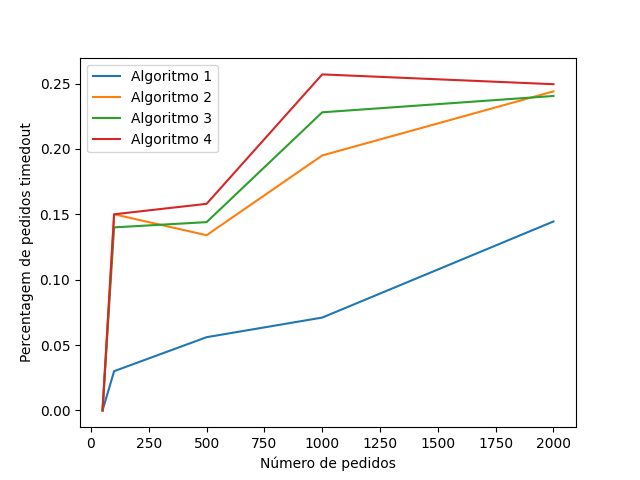 Algoritmo 1
Algoritmo 2
Algoritmo 3
Algoritmo 4
Percentagem de pedidos timedout
0.25
0.20
0.15
0.10
0.05
0.00
0 250 500 750 1000 1250 1500 1750 2000
Número de pedidos